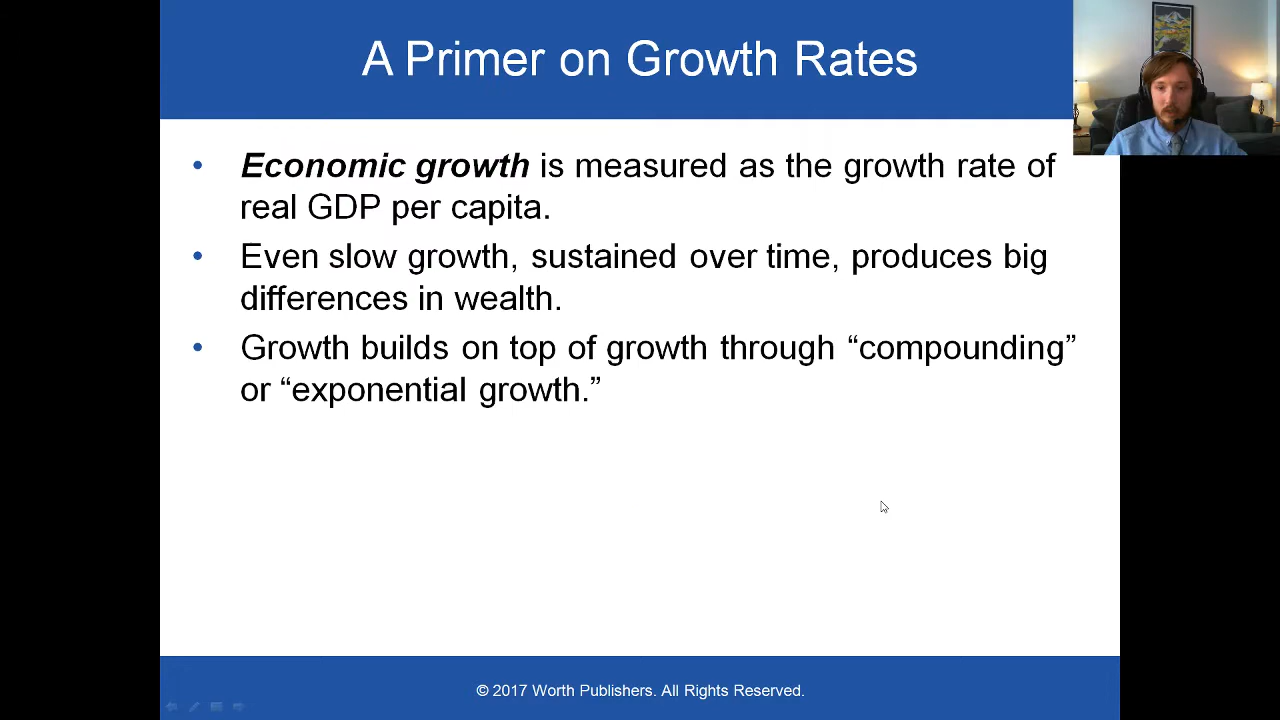 A Primer on Growth Rates
• Economic growth is measured as the growth rate of
real GDP per capita.
• Even slow growth, sustained over time, produces big
differences in wealth.
• Growth builds on top of growth through “compounding”
or “exponential growth.”
© 2017 Worth Publishers. All Rights Reserved.